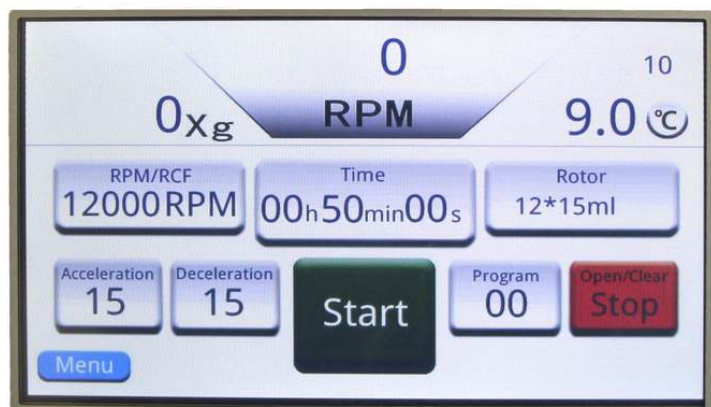 0
10
0xg
RPM
9.0 ℃
RPM/RCF
12000RPM
Time
00h50min00s
Rotor
12*15ml
Acceleration
15
Deceleration
15
Start
Program
00
Open/Clear
Stop
Menu